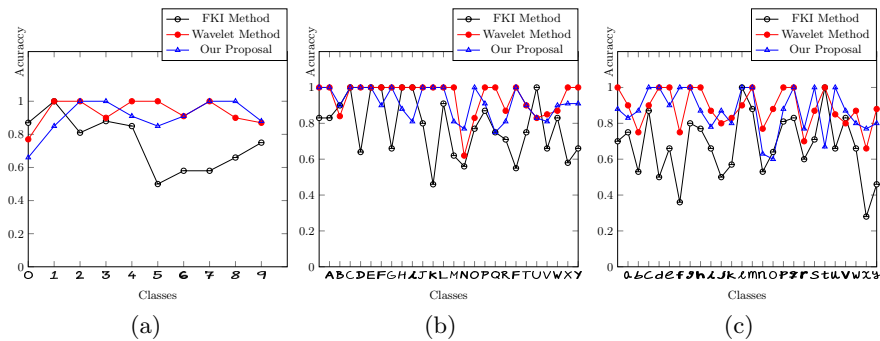 FKI Method
Wavelet Method
Our Proposal
Acuraccy
1
0.8
0.6
0.4
0.2
0
0 1 2 3 4 5 6 7 8 9
Classes
(a)
FKI Method
Wavelet Method
Our Proposal
Acuraccy
1
0.8
0.6
0.4
0.2
0
A B C D E F G H I J K L M N O P Q R F T U V W X Y
Classes
(b)
FKI Method
Wavelet Method
Our Proposal
Acuraccy
1
0.8
0.6
0.4
0.2
0
a b c d e f g h i j k l m n o p q r s t u v w x y
Classes
(c)